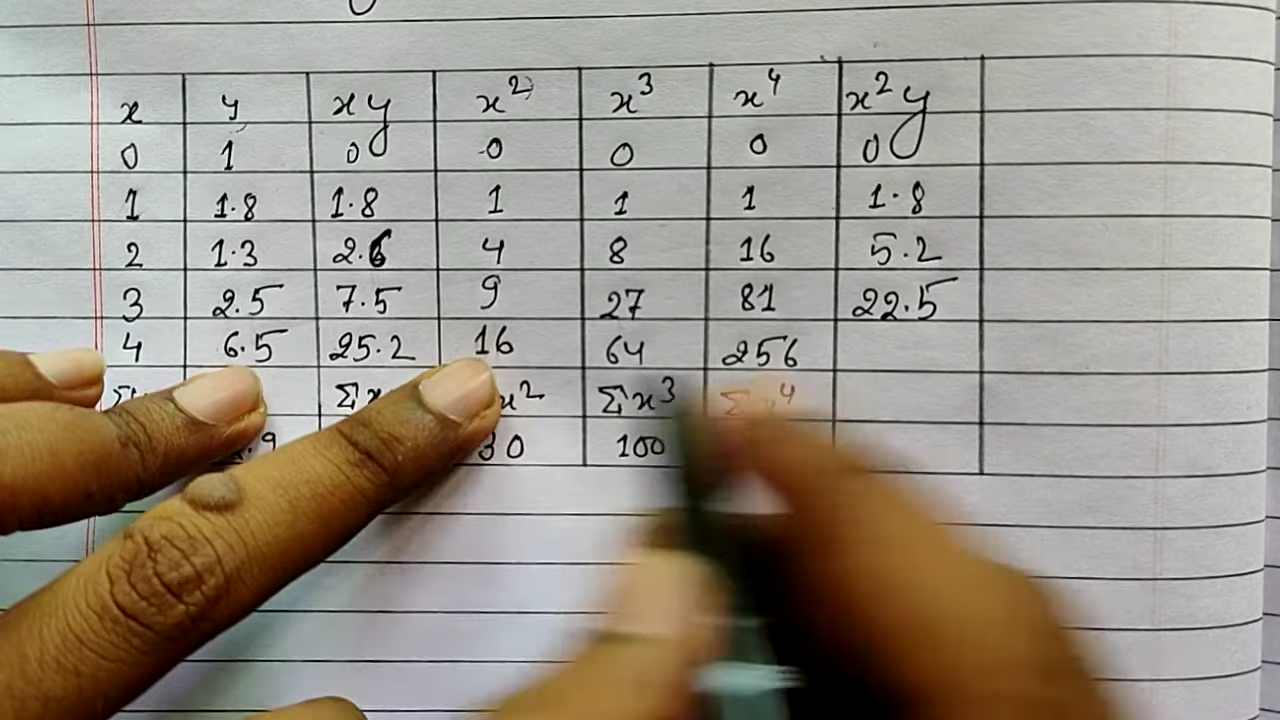 x y xy x² x³ x⁴ x²y
0 1 0 0 0 0 0
1 1.8 1.8 1 1 1 1.8
2 1.3 2.6 4 8 16 5.2
3 2.5 7.5 9 27 81 22.5
4 6.5 25.2 16 64 256
Σx² Σx³ Σx⁴
30 100